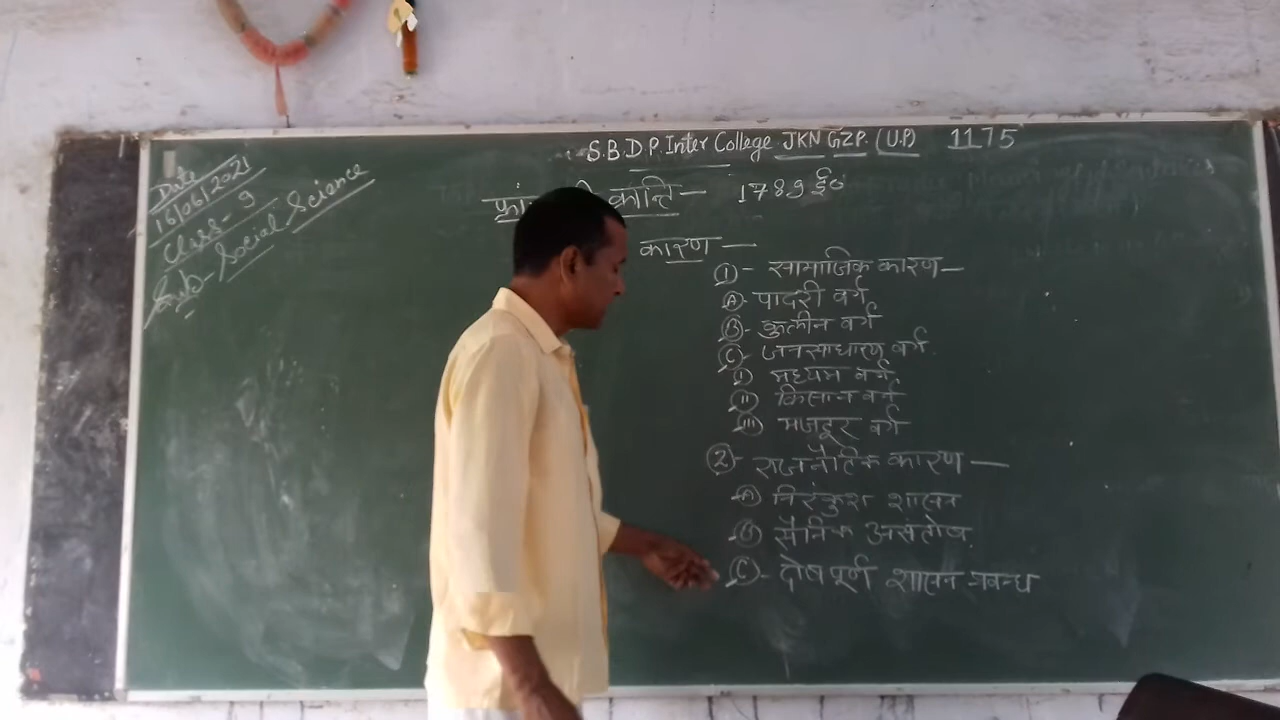 S.B.D.P. Inter College JKN GZP. (U.P) 1175
Date
16/06/2021
Class - 9
Sub - Social Science
क्रान्ति — 1789 ई०
कारण —
① - सामाजिक कारण —
Ⓐ - पादरी वर्ग
Ⓑ - कुलीन वर्ग
Ⓒ - जनसाधारण वर्ग
(I) मध्यम वर्ग
(II) किसान वर्ग
(III) मजदूर वर्ग
② - राजनैतिक कारण —
Ⓐ निरंकुश शासन
Ⓑ सैनिक असंतोष
Ⓒ - दोषपूर्ण शासन प्रबन्ध